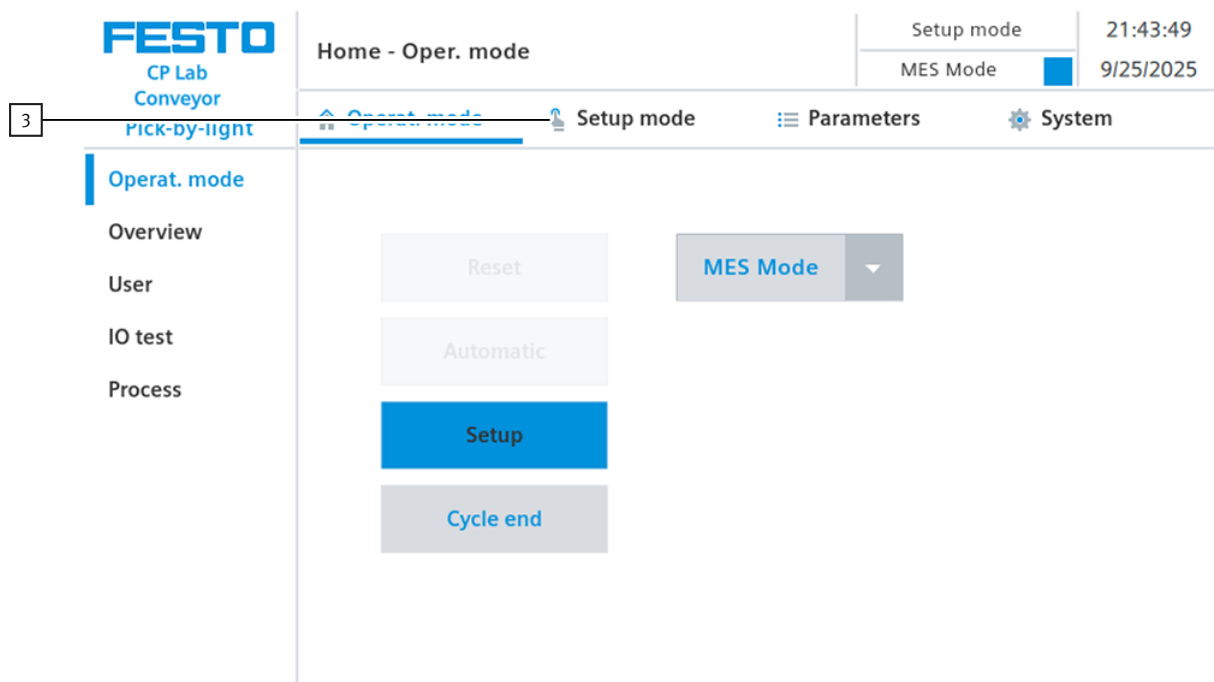 FESTO
CP Lab
Conveyor
Pick-by-light
Home - Oper. mode
Setup mode
MES Mode
21:43:49
9/25/2025
3
Operat. mode
Setup mode
Parameters
System
Operat. mode
Overview
User
IO test
Process
Reset
MES Mode
Automatic
Setup
Cycle end